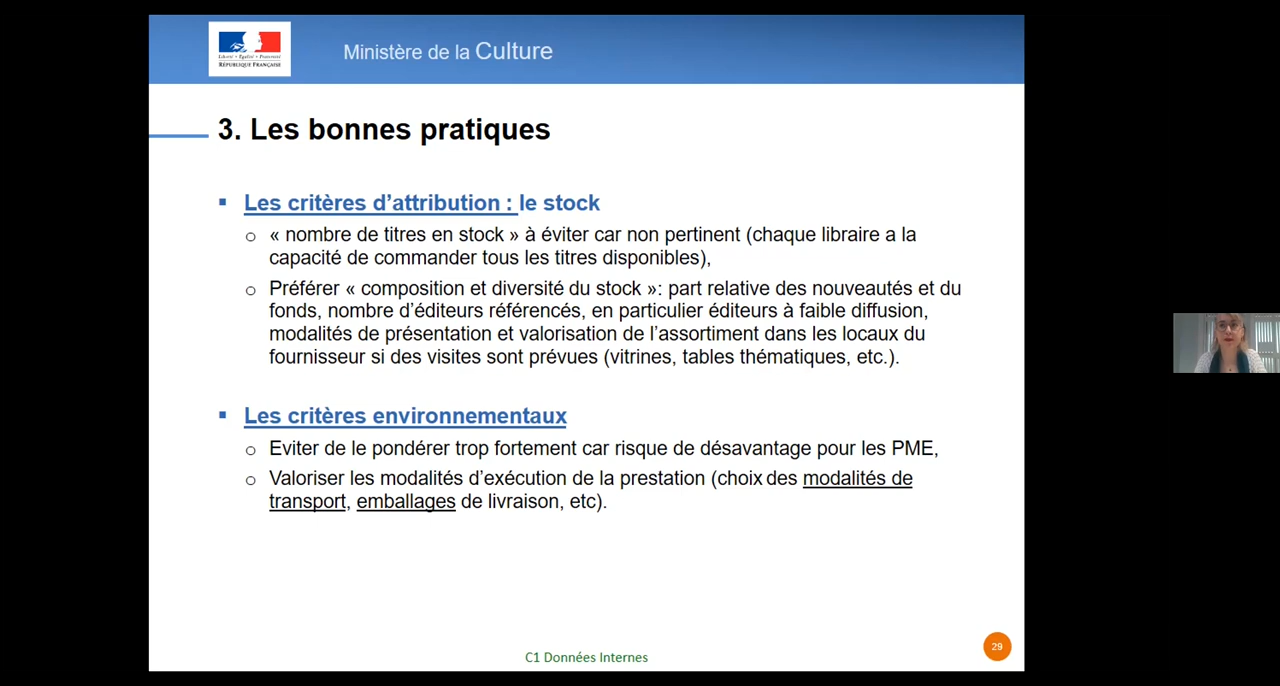 Liberté • Égalité • Fraternité
RÉPUBLIQUE FRANÇAISE
Ministère de la Culture
3. Les bonnes pratiques
Les critères d’attribution : le stock
« nombre de titres en stock » à éviter car non pertinent (chaque libraire a la
capacité de commander tous les titres disponibles),
Préférer « composition et diversité du stock »: part relative des nouveautés et du
fonds, nombre d’éditeurs référencés, en particulier éditeurs à faible diffusion,
modalités de présentation et valorisation de l’assortiment dans les locaux du
fournisseur si des visites sont prévues (vitrines, tables thématiques, etc.).
Les critères environnementaux
Eviter de le pondérer trop fortement car risque de désavantage pour les PME,
Valoriser les modalités d’exécution de la prestation (choix des modalités de
transport, emballages de livraison, etc).
C1 Données Internes
29